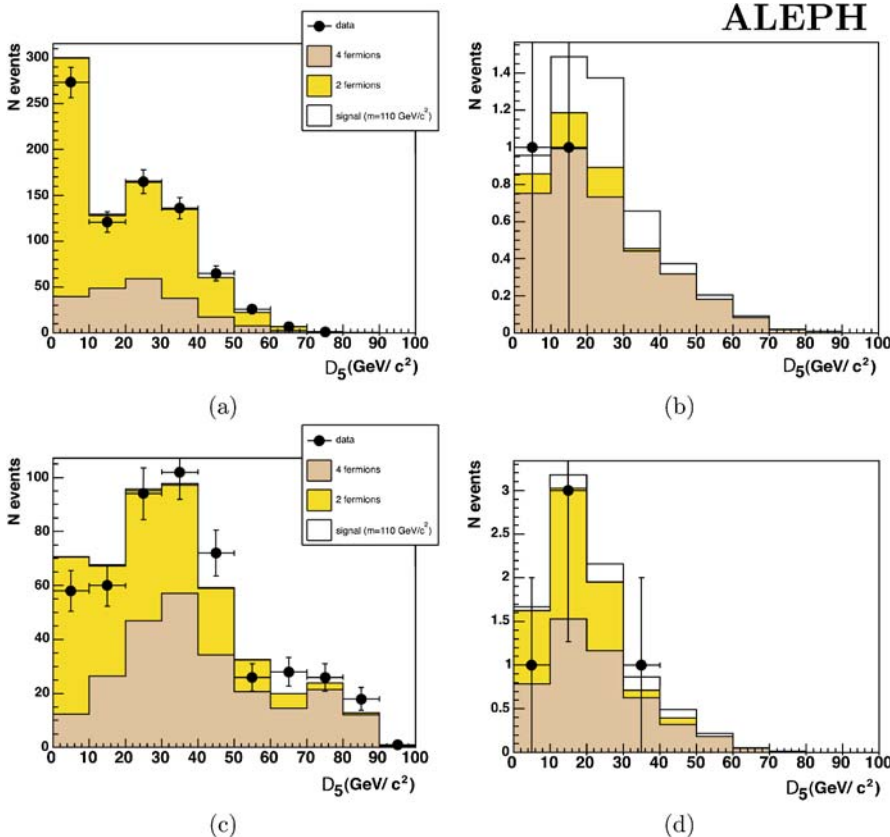 ALEPH
N events
300
250
200
150
100
50
0
0 10 20 30 40 50 60 70 80 90 100
D5(GeV/ c²)
data
4 fermions
2 fermions
signal (m=110 GeV/c²)
(a)
N events
1.4
1.2
1
0.8
0.6
0.4
0.2
0
0 10 20 30 40 50 60 70 80 90 100
D5(GeV/ c²)
(b)
N events
100
80
60
40
20
0
0 10 20 30 40 50 60 70 80 90 100
D5(GeV/ c²)
data
4 fermions
2 fermions
signal (m=110 GeV/c²)
(c)
N events
3
2.5
2
1.5
1
0.5
0
0 10 20 30 40 50 60 70 80 90 100
D5(GeV/ c²)
(d)